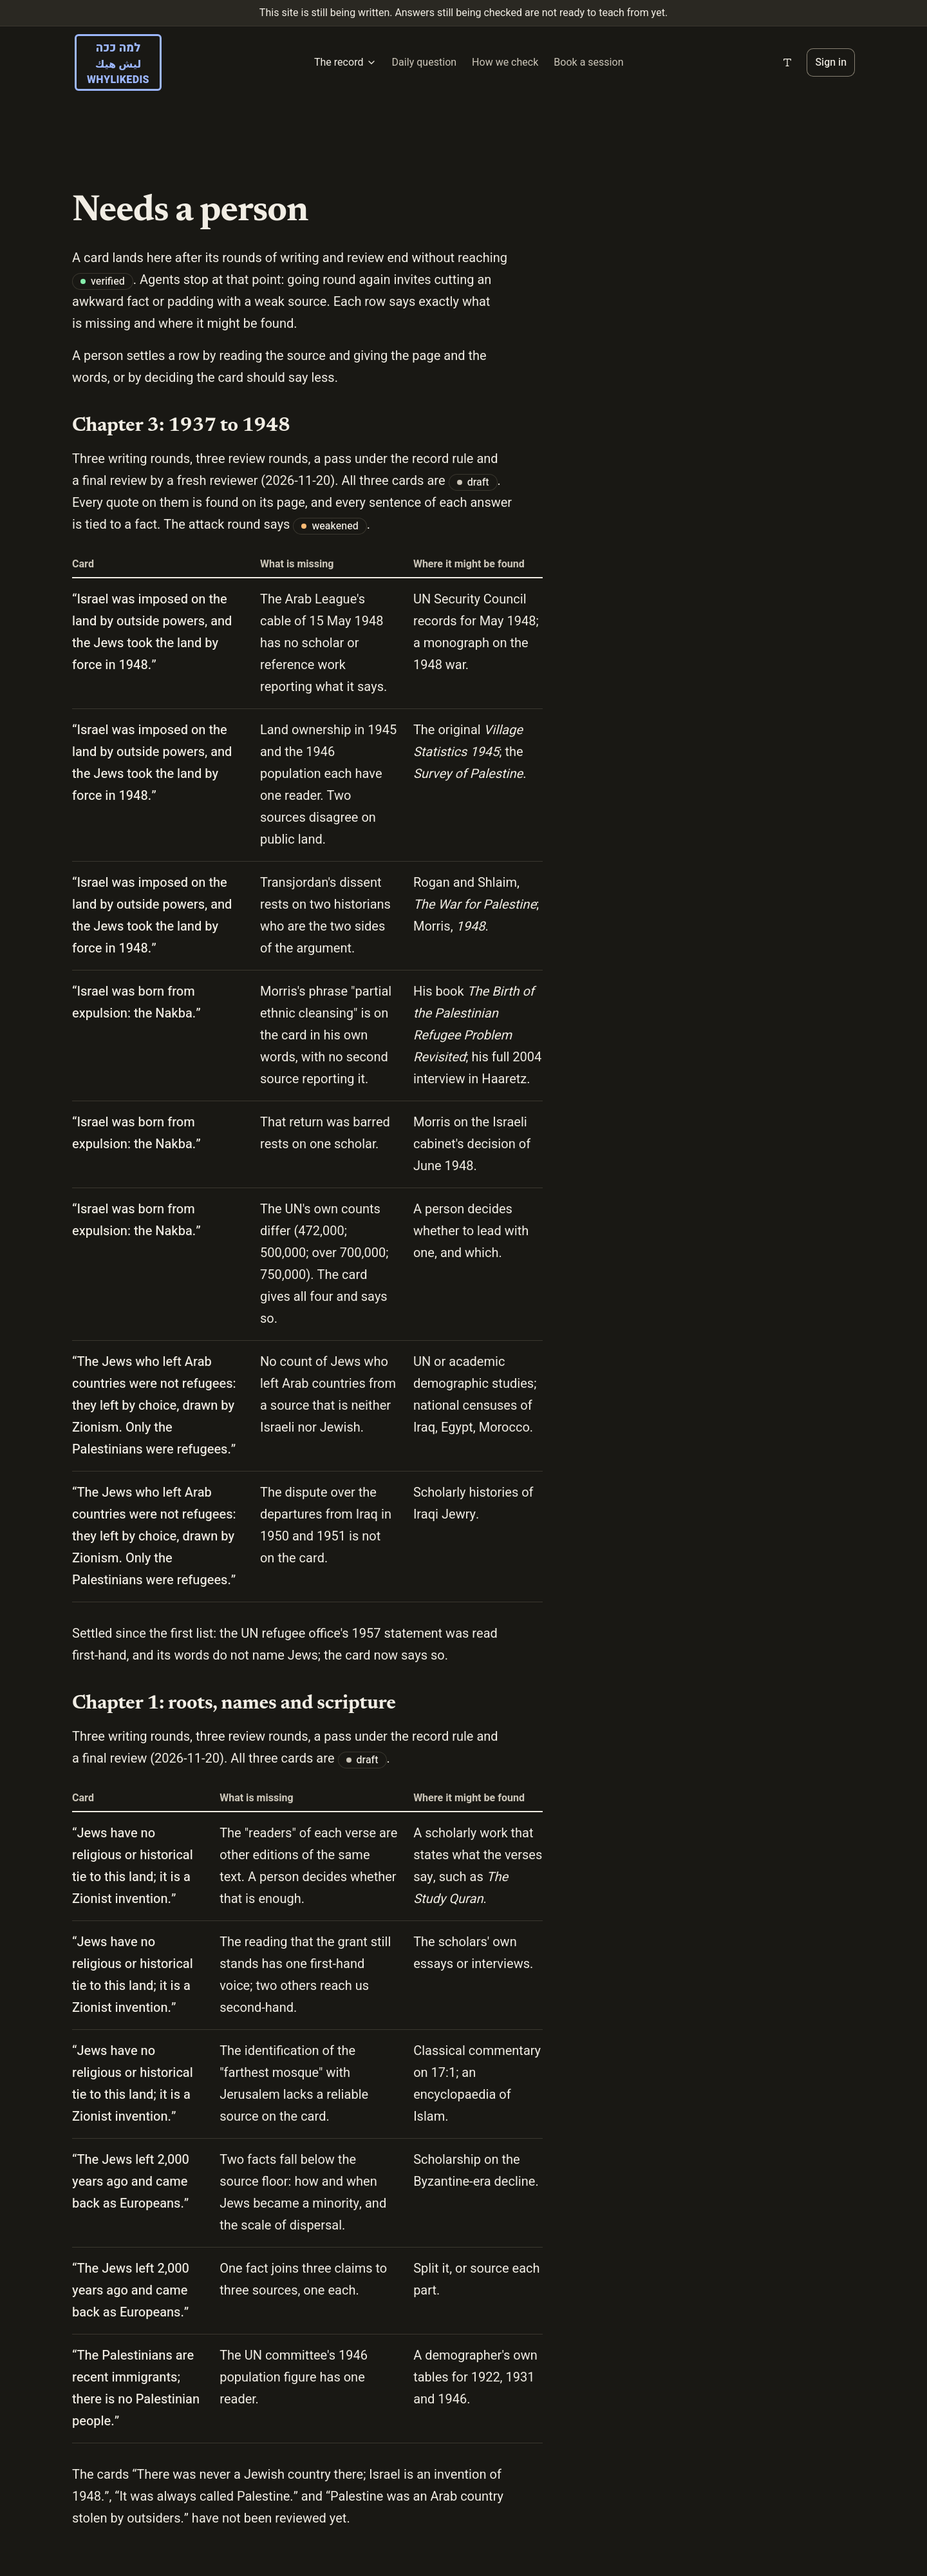 This site is still being written. Answers still being checked are not ready to teach from yet.
למה ככה
ليش هيك
WHYLIKEDIS
The record
Daily question
How we check
Book a session
T
Sign in
Needs a person
A card lands here after its rounds of writing and review end without reaching
verified. Agents stop at that point: going round again invites cutting an
awkward fact or padding with a weak source. Each row says exactly what
is missing and where it might be found.
A person settles a row by reading the source and giving the page and the
words, or by deciding the card should say less.
Chapter 3: 1937 to 1948
Three writing rounds, three review rounds, a pass under the record rule and
a final review by a fresh reviewer (2026-11-20). All three cards are draft.
Every quote on them is found on its page, and every sentence of each answer
is tied to a fact. The attack round says weakened.
Card
What is missing
Where it might be found
“Israel was imposed on the
land by outside powers, and
the Jews took the land by
force in 1948.”
The Arab League's
cable of 15 May 1948
has no scholar or
reference work
reporting what it says.
UN Security Council
records for May 1948;
a monograph on the
1948 war.
“Israel was imposed on the
land by outside powers, and
the Jews took the land by
force in 1948.”
Land ownership in 1945
and the 1946
population each have
one reader. Two
sources disagree on
public land.
The original Village
Statistics 1945; the
Survey of Palestine.
“Israel was imposed on the
land by outside powers, and
the Jews took the land by
force in 1948.”
Transjordan's dissent
rests on two historians
who are the two sides
of the argument.
Rogan and Shlaim,
The War for Palestine;
Morris, 1948.
“Israel was born from
expulsion: the Nakba.”
Morris's phrase "partial
ethnic cleansing" is on
the card in his own
words, with no second
source reporting it.
His book The Birth of
the Palestinian
Refugee Problem
Revisited; his full 2004
interview in Haaretz.
“Israel was born from
expulsion: the Nakba.”
That return was barred
rests on one scholar.
Morris on the Israeli
cabinet's decision of
June 1948.
“Israel was born from
expulsion: the Nakba.”
The UN's own counts
differ (472,000;
500,000; over 700,000;
750,000). The card
gives all four and says
so.
A person decides
whether to lead with
one, and which.
“The Jews who left Arab
countries were not refugees:
they left by choice, drawn by
Zionism. Only the
Palestinians were refugees.”
No count of Jews who
left Arab countries from
a source that is neither
Israeli nor Jewish.
UN or academic
demographic studies;
national censuses of
Iraq, Egypt, Morocco.
“The Jews who left Arab
countries were not refugees:
they left by choice, drawn by
Zionism. Only the
Palestinians were refugees.”
The dispute over the
departures from Iraq in
1950 and 1951 is not
on the card.
Scholarly histories of
Iraqi Jewry.
Settled since the first list: the UN refugee office's 1957 statement was read
first-hand, and its words do not name Jews; the card now says so.
Chapter 1: roots, names and scripture
Three writing rounds, three review rounds, a pass under the record rule and
a final review (2026-11-20). All three cards are draft.
Card
What is missing
Where it might be found
“Jews have no
religious or historical
tie to this land; it is a
Zionist invention.”
The "readers" of each verse are
other editions of the same
text. A person decides whether
that is enough.
A scholarly work that
states what the verses
say, such as The
Study Quran.
“Jews have no
religious or historical
tie to this land; it is a
Zionist invention.”
The reading that the grant still
stands has one first-hand
voice; two others reach us
second-hand.
The scholars' own
essays or interviews.
“Jews have no
religious or historical
tie to this land; it is a
Zionist invention.”
The identification of the
"farthest mosque" with
Jerusalem lacks a reliable
source on the card.
Classical commentary
on 17:1; an
encyclopaedia of
Islam.
“The Jews left 2,000
years ago and came
back as Europeans.”
Two facts fall below the
source floor: how and when
Jews became a minority, and
the scale of dispersal.
Scholarship on the
Byzantine-era decline.
“The Jews left 2,000
years ago and came
back as Europeans.”
One fact joins three claims to
three sources, one each.
Split it, or source each
part.
“The Palestinians are
recent immigrants;
there is no Palestinian
people.”
The UN committee's 1946
population figure has one
reader.
A demographer's own
tables for 1922, 1931
and 1946.
The cards “There was never a Jewish country there; Israel is an invention of
1948.”, “It was always called Palestine.” and “Palestine was an Arab country
stolen by outsiders.” have not been reviewed yet.